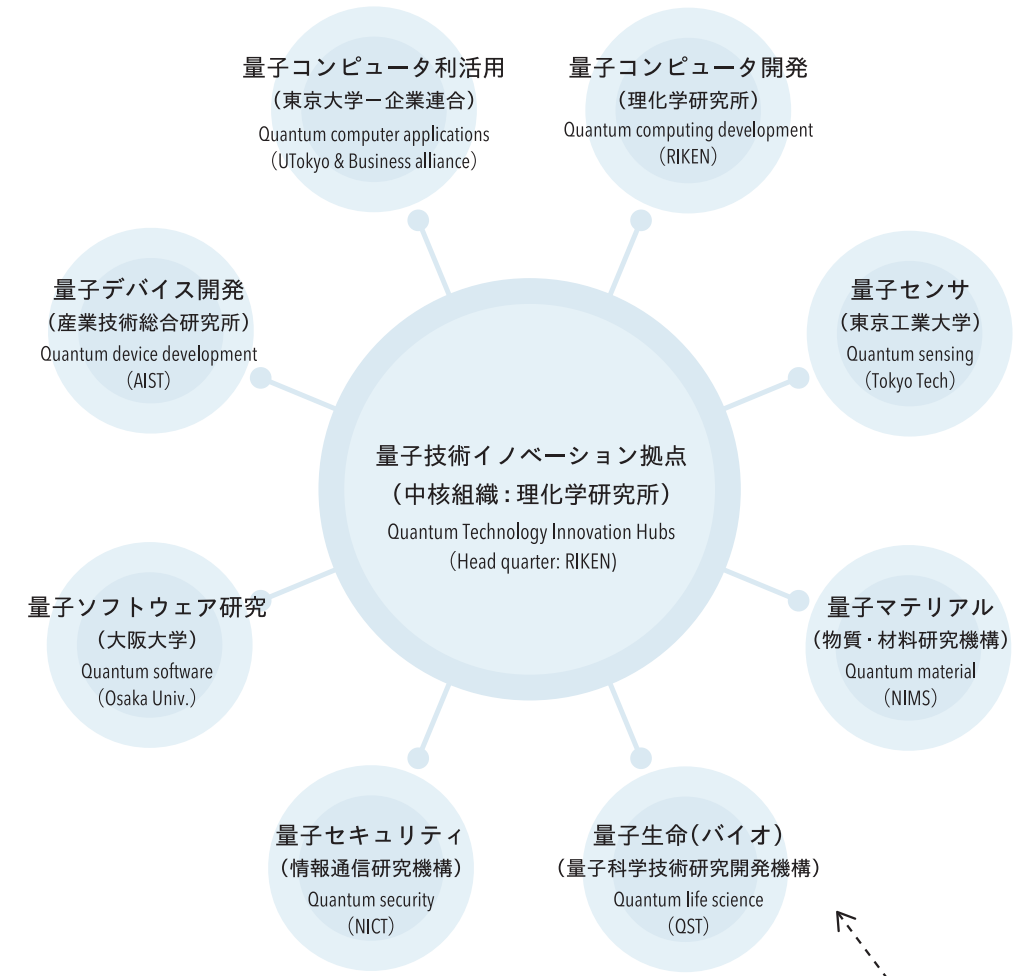 量子コンピュータ利活用
（東京大学ー企業連合）
Quantum computer applications
（UTokyo & Business alliance）
量子コンピュータ開発
（理化学研究所）
Quantum computing development
（RIKEN）
量子デバイス開発
（産業技術総合研究所）
Quantum device development
（AIST）
量子センサ
（東京工業大学）
Quantum sensing
（Tokyo Tech）
量子技術イノベーション拠点
（中核組織：理化学研究所）
Quantum Technology Innovation Hubs
（Head quarter: RIKEN)
量子ソフトウェア研究
（大阪大学）
Quantum software
（Osaka Univ.）
量子マテリアル
（物質・材料研究機構）
Quantum material
（NIMS）
量子セキュリティ
（情報通信研究機構）
Quantum security
（NICT）
量子生命（バイオ）
（量子科学技術研究開発機構）
Quantum life science
（QST）